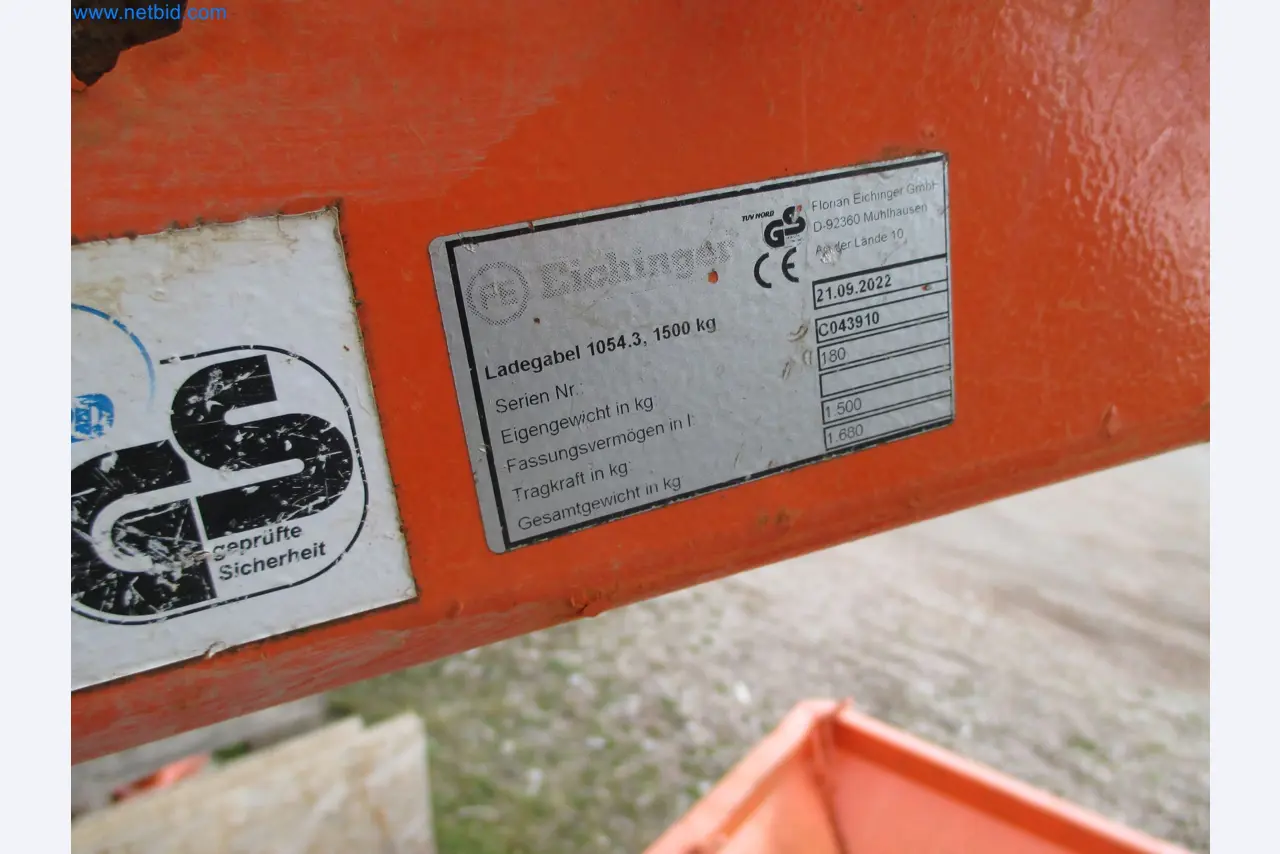 www.netbid.com
FE Eichinger
TÜV NORD
GS
CE
Florian Eichinger GmbH
D-92360 Mühlhausen
An der Lände 10
Ladegabel 1054.3, 1500 kg
21.09.2022
Serien Nr.:
C043910
Eigengewicht in kg
180
Fassungsvermögen in l:
Tragkraft in kg:
1.500
Gesamtgewicht in kg
1.680
GS
geprüfte
Sicherheit